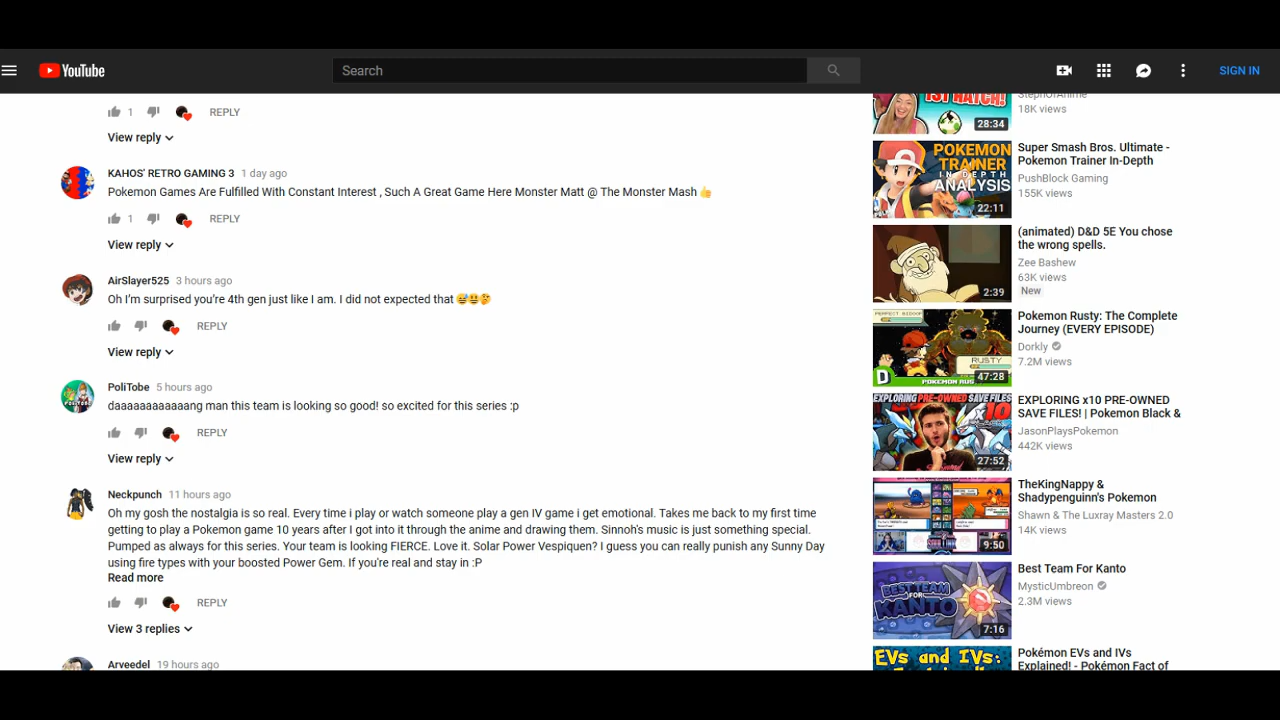 YouTube
Search
SIGN IN
1 REPLY
View reply
KAHOS' RETRO GAMING 3 1 day ago
Pokemon Games Are Fulfilled With Constant Interest , Such A Great Game Here Monster Matt @ The Monster Mash 👍
1 REPLY
View reply
AirSlayer525 3 hours ago
Oh I'm surprised you're 4th gen just like I am. I did not expected that 😅😃🤔
REPLY
View reply
PoliTobe 5 hours ago
daaaaaaaaaaang man this team is looking so good! so excited for this series :p
REPLY
View reply
Neckpunch 11 hours ago
Oh my gosh the nostalgia is so real. Every time i play or watch someone play a gen IV game i get emotional. Takes me back to my first time
getting to play a Pokemon game 10 years after I got into it through the anime and drawing them. Sinnoh's music is just something special.
Pumped as always for this series. Your team is looking FIERCE. Love it. Solar Power Vespiquen? I guess you can really punish any Sunny Day
using fire types with your boosted Power Gem. If you're real and stay in :P
Read more
REPLY
View 3 replies
Arveedel 19 hours ago
1ST HATCH!
28:34
StephOfAnime
18K views
POKEMON
TRAINER
IN DEPTH
ANALYSIS
22:11
Super Smash Bros. Ultimate -
Pokemon Trainer In-Depth
PushBlock Gaming
155K views
2:39
(animated) D&D 5E You chose
the wrong spells.
Zee Bashew
63K views
New
PERFECT BIDOOF
RUSTY
D
POKEMON RUS
47:28
Pokemon Rusty: The Complete
Journey (EVERY EPISODE)
Dorkly
7.2M views
EXPLORING PRE-OWNED SAVE FILES!
X10
27:52
EXPLORING x10 PRE-OWNED
SAVE FILES! | Pokemon Black &
JasonPlaysPokemon
442K views
9:50
TheKingNappy &
Shadypenguinn's Pokemon
Shawn & The Luxray Masters 2.0
14K views
BEST TEAM
FOR
KANTO
7:16
Best Team For Kanto
MysticUmbreon
2.3M views
EVs and IVs:
Pokémon EVs and IVs
Explained! - Pokémon Fact of